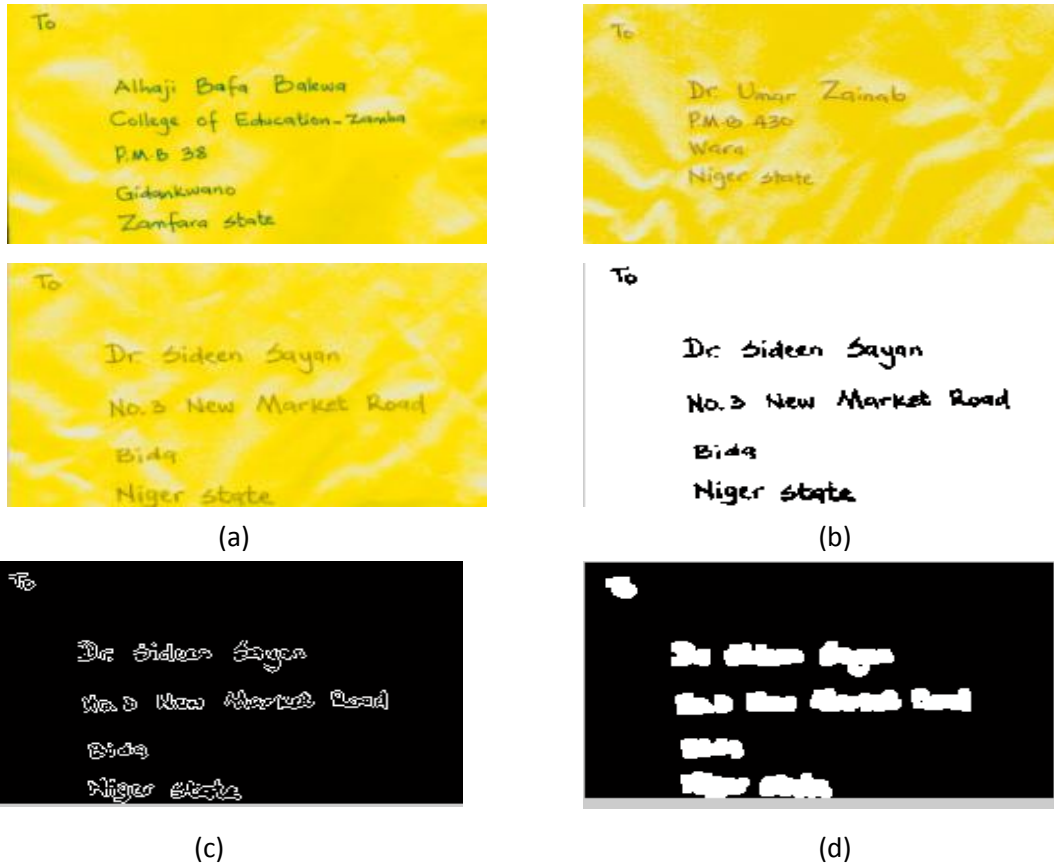 To
Alhaji Bafa Bakwa
College of Education-Zamba
P.M.B 38
Gidankwano
Zamfara state
To
Dr. Umar Zainab
P.M.B 430
Wara
Niger state
To
Dr. Sideen Sayan
No.3 New Market Road
Bida
Niger state
(a)
To
Dr. Sideen Sayan
No.3 New Market Road
Bida
Niger state
(b)
To
Dr. Sideen Sayan
No.3 New Market Road
Bida
Niger state
(c)
(d)